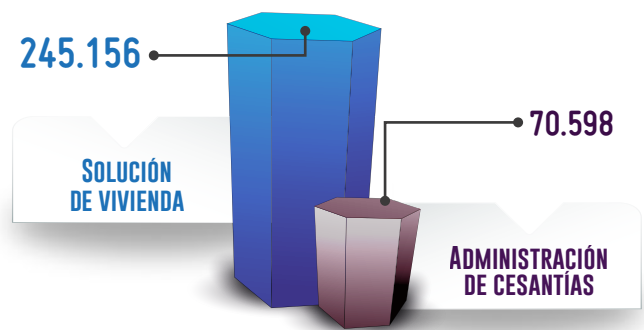 245.156
SOLUCIÓN
DE VIVIENDA
70.598
ADMINISTRACIÓN
DE CESANTÍAS